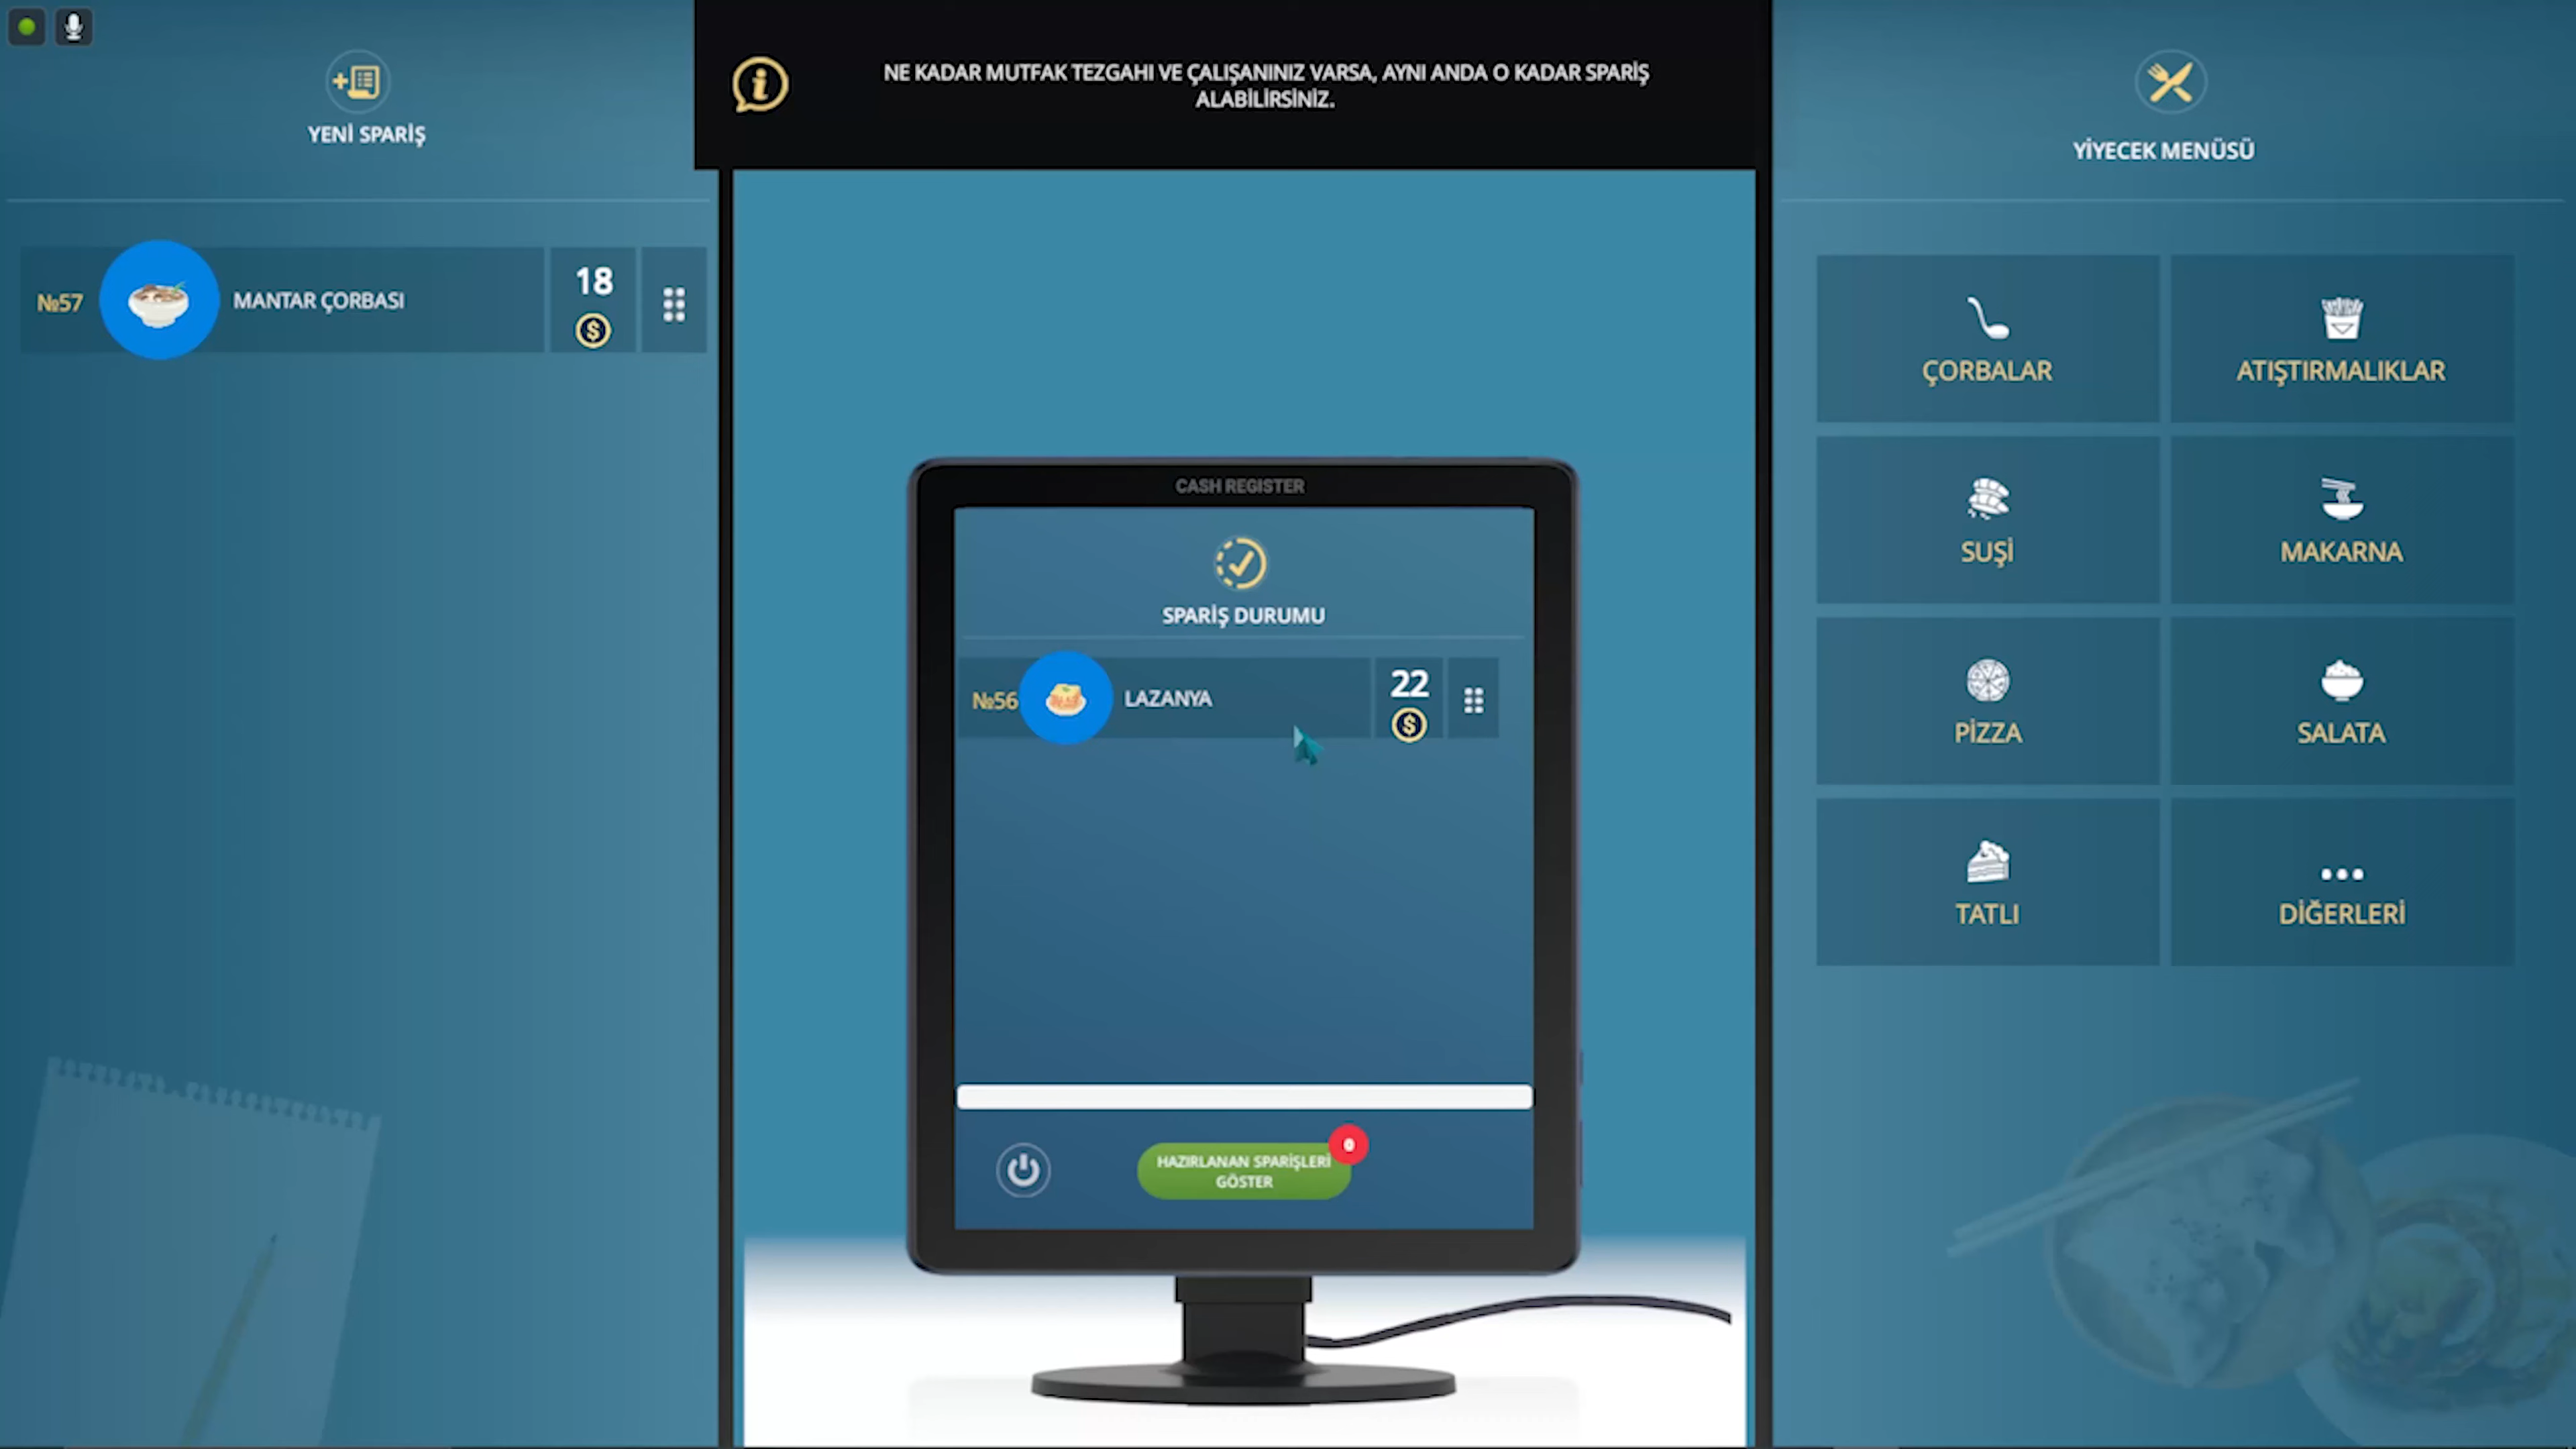 YENİ SPARİŞ
№57
MANTAR ÇORBASI
18
NE KADAR MUTFAK TEZGAHI VE ÇALIŞANINIZ VARSA, AYNI ANDA O KADAR SPARİŞ
ALABİLİRSİNİZ.
CASH REGISTER
SPARİŞ DURUMU
№56
LAZANYA
22
HAZIRLANAN SPARİŞLERİ
GÖSTER
0
YİYECEK MENÜSÜ
ÇORBALAR
ATIŞTIRMALIKLAR
SUŞİ
MAKARNA
PİZZA
SALATA
TATLI
DİĞERLERİ